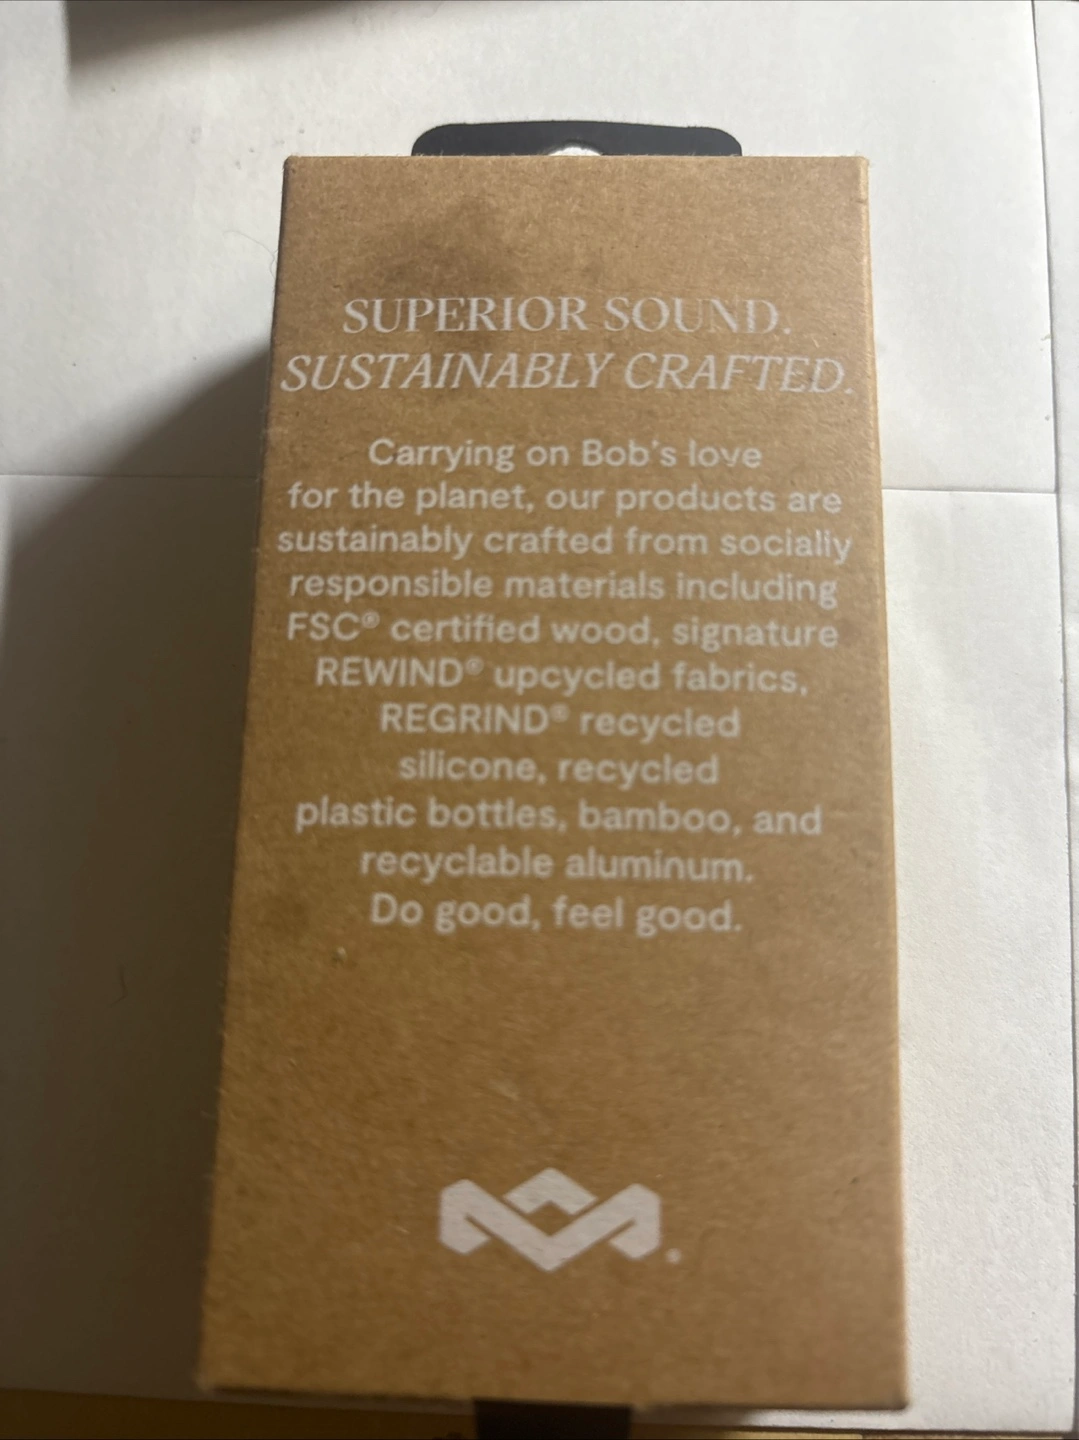 SUPERIOR SOUND.
SUSTAINABLY CRAFTED.
Carrying on Bob's love
for the planet, our products are
sustainably crafted from socially
responsible materials including
FSC® certified wood, signature
REWIND® upcycled fabrics,
REGRIND® recycled
silicone, recycled
plastic bottles, bamboo, and
recyclable aluminum.
Do good, feel good.